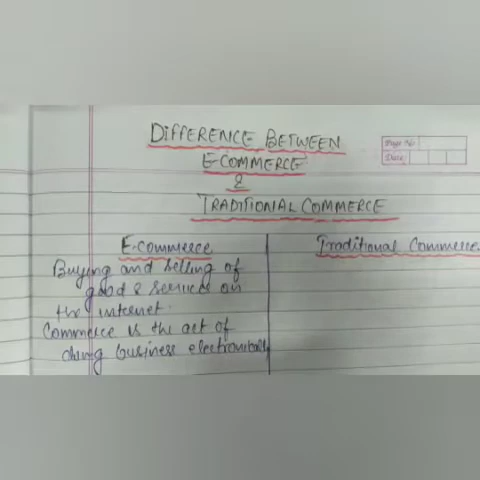 DIFFERENCE BETWEEN
E-COMMERCE
&
TRADITIONAL COMMERCE
Page No.
Date
E-commerce
Buying and selling of
good & services on
the internet.
Commerce is the act of
doing business electronically
Traditional Commerce